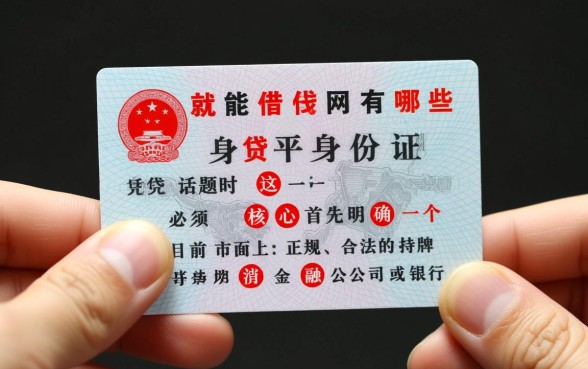 就能借伐网有哪些
身贷平身份证
凭贷 话题时 这一
必须 核心首先明确一个
目前 市面上：正规、合法的持牌
消金融公公司或银行